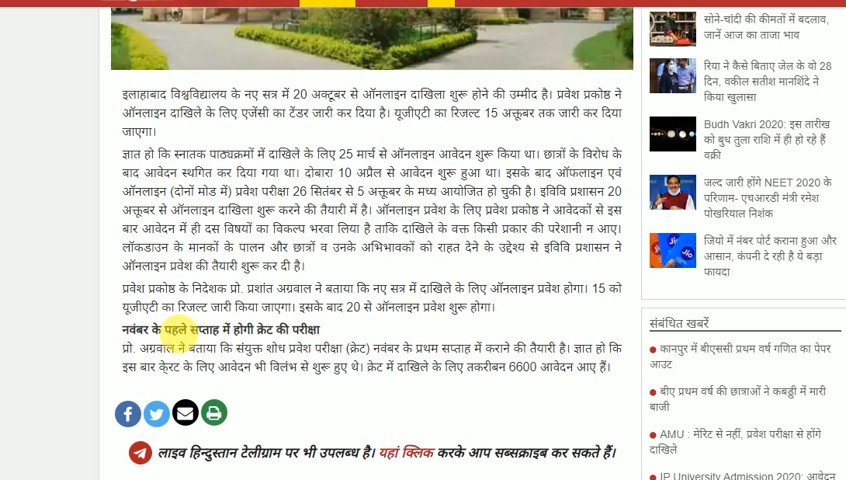 इलाहाबाद विश्वविद्यालय के नए सत्र में 20 अक्टूबर से ऑनलाइन दाखिला शुरू होने की उम्मीद है। प्रवेश प्रकोष्ठ ने
ऑनलाइन दाखिले के लिए एजेंसी का टेंडर जारी कर दिया है। यूजीएटी का रिजल्ट 15 अक्तूबर तक जारी कर दिया
जाएगा।
ज्ञात हो कि स्नातक पाठ्यक्रमों में दाखिले के लिए 25 मार्च से ऑनलाइन आवेदन शुरू किया था। छात्रों के विरोध के
बाद आवेदन स्थगित कर दिया गया था। दोबारा 10 अप्रैल से आवेदन शुरू हुआ था। इसके बाद ऑफलाइन एवं
ऑनलाइन (दोनों मोड में) प्रवेश परीक्षा 26 सितंबर से 5 अक्तूबर के मध्य आयोजित हो चुकी है। इविवि प्रशासन 20
अक्तूबर से ऑनलाइन दाखिला शुरू करने की तैयारी में है। ऑनलाइन प्रवेश के लिए प्रवेश प्रकोष्ठ ने आवेदकों से इस
बार आवेदन में ही दस विषयों का विकल्प भरवा लिया है ताकि दाखिले के वक्त किसी प्रकार की परेशानी न आए।
लॉकडाउन के मानकों के पालन और छात्रों व उनके अभिभावकों को राहत देने के उद्देश्य से इविवि प्रशासन ने
ऑनलाइन प्रवेश की तैयारी शुरू कर दी है।
प्रवेश प्रकोष्ठ के निदेशक प्रो. प्रशांत अग्रवाल ने बताया कि नए सत्र में दाखिले के लिए ऑनलाइन प्रवेश होगा। 15 को
यूजीएटी का रिजल्ट जारी किया जाएगा। इसके बाद 20 से ऑनलाइन प्रवेश शुरू होगा।
नवंबर के पहले सप्ताह में होगी क्रेट की परीक्षा
प्रो. अग्रवाल ने बताया कि संयुक्त शोध प्रवेश परीक्षा (क्रेट) नवंबर के प्रथम सप्ताह में कराने की तैयारी है। ज्ञात हो कि
इस बार के्रट के लिए आवेदन भी विलंभ से शुरू हुए थे। क्रेट में दाखिले के लिए तकरीबन 6600 आवेदन आए हैं।
लाइव हिन्दुस्तान टेलीग्राम पर भी उपलब्ध है। यहां क्लिक करके आप सब्सक्राइब कर सकते हैं।
सोने-चांदी की कीमतों में बदलाव,
जानें आज का ताजा भाव
रिया ने कैसे बिताए जेल के वो 28
दिन, वकील सतीश मानशिंदे ने
किया खुलासा
Budh Vakri 2020: इस तारीख
को बुध तुला राशि में ही हो रहे हैं
वक्री
जल्द जारी होंगे NEET 2020 के
परिणाम- एचआरडी मंत्री रमेश
पोखरियाल निशंक
जियो में नंबर पोर्ट कराना हुआ और
आसान, कंपनी दे रही है ये बड़ा
फायदा
संबंधित खबरें
कानपुर में बीएससी प्रथम वर्ष गणित का पेपर
आउट
बीए प्रथम वर्ष की छात्राओं ने कबड्डी में मारी
बाजी
AMU : मेरिट से नहीं, प्रवेश परीक्षा से होंगे
दाखिले
IP University Admission 2020: आवेदन